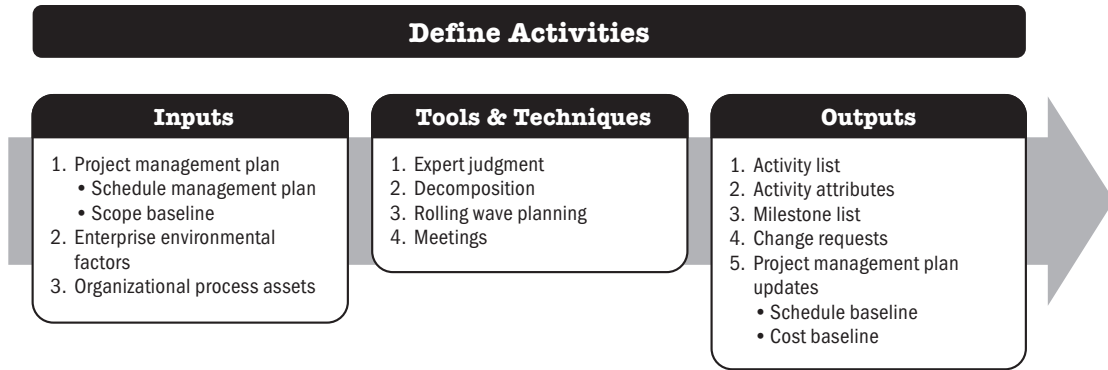 Define Activities
Inputs
1. Project management plan
• Schedule management plan
• Scope baseline
2. Enterprise environmental
factors
3. Organizational process assets
Tools & Techniques
1. Expert judgment
2. Decomposition
3. Rolling wave planning
4. Meetings
Outputs
1. Activity list
2. Activity attributes
3. Milestone list
4. Change requests
5. Project management plan
updates
• Schedule baseline
• Cost baseline